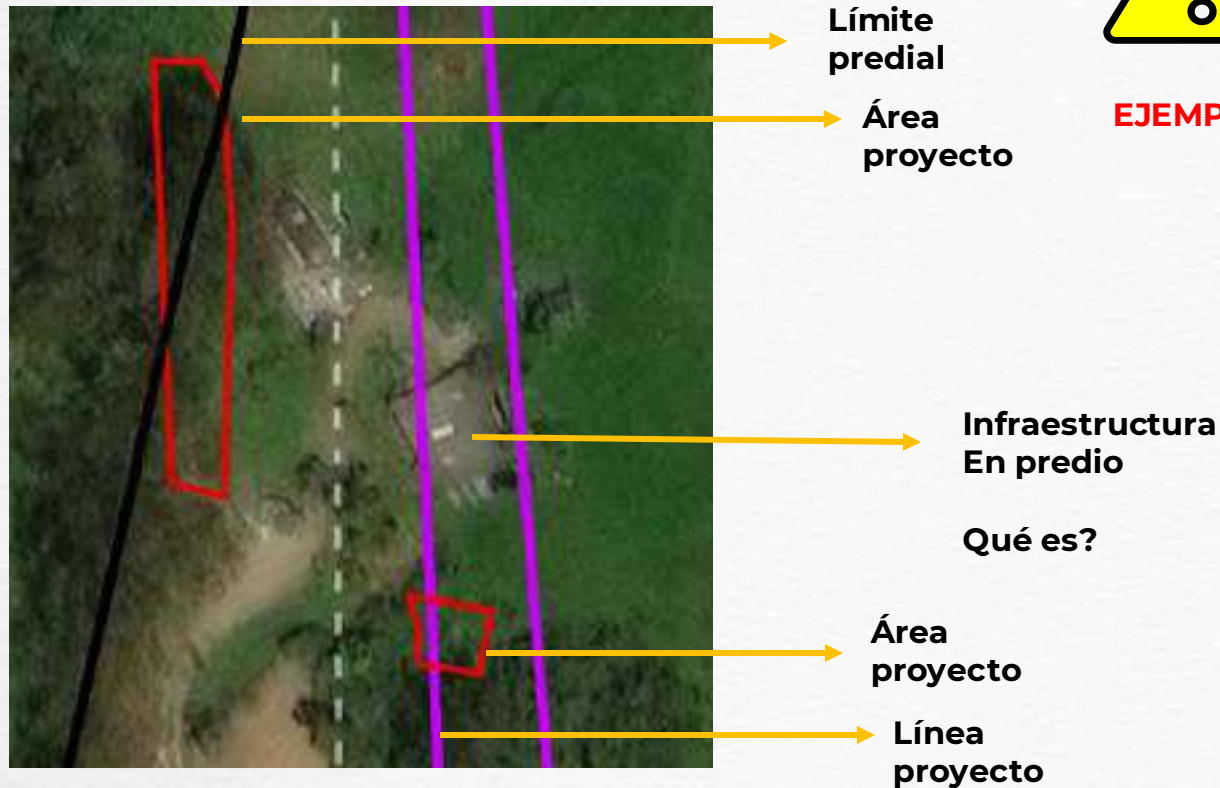 Límite
predial
Área
proyecto
EJEMP
Infraestructura
En predio
Qué es?
Área
proyecto
Línea
proyecto